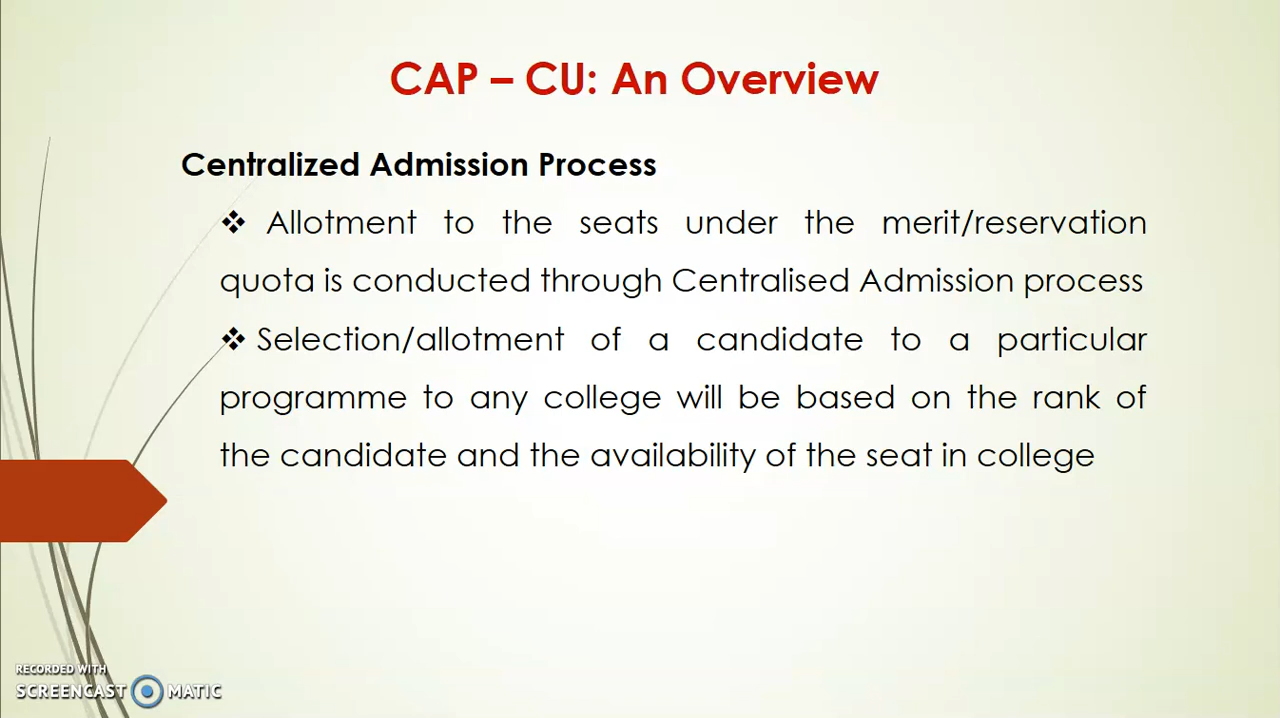 CAP – CU: An Overview
Centralized Admission Process
❖ Allotment to the seats under the merit/reservation
quota is conducted through Centralised Admission process
❖ Selection/allotment of a candidate to a particular
programme to any college will be based on the rank of
the candidate and the availability of the seat in college
RECORDED WITH
SCREENCAST MATIC